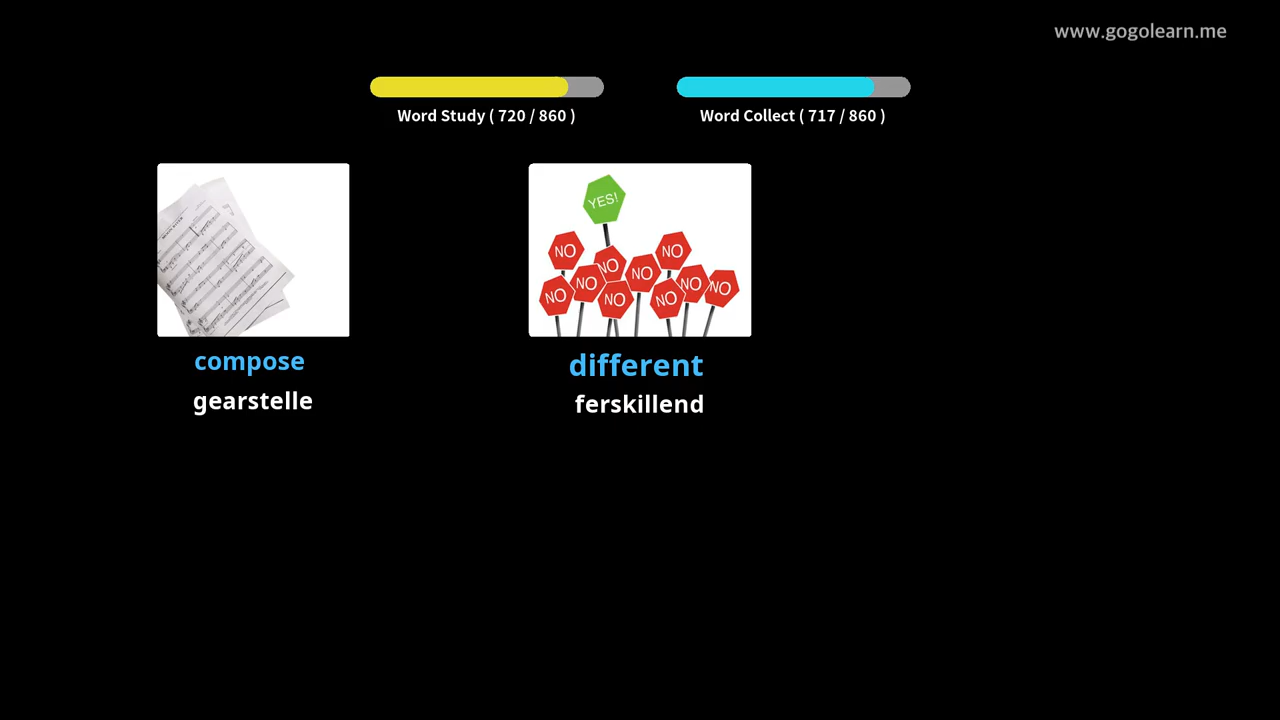 www.gogolearn.me
Word Study ( 720 / 860 )
Word Collect ( 717 / 860 )
YES!
NO
NO
NO
NO
NO
NO
NO
NO
NO
NO
compose
different
gearstelle
ferskillend